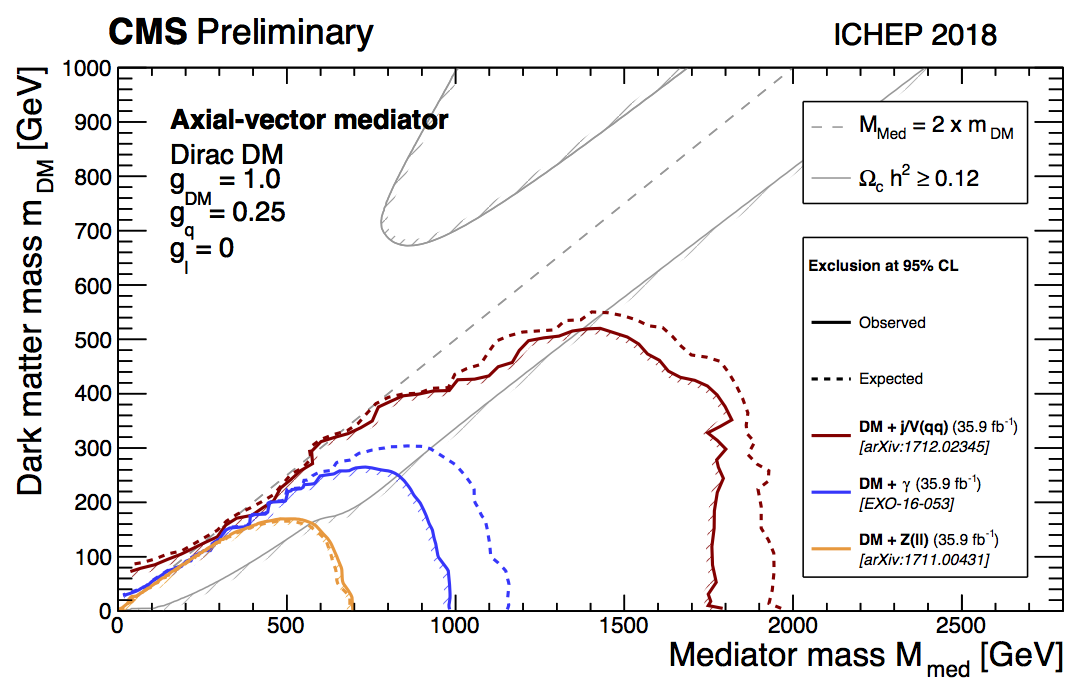 CMS Preliminary
ICHEP 2018
Dark matter mass m_DM [GeV]
1000
900
800
700
600
500
400
300
200
100
0
Axial-vector mediator
Dirac DM
g_DM = 1.0
g_q = 0.25
g_l = 0
M_Med = 2 x m_DM
Ω_c h² ≥ 0.12
Exclusion at 95% CL
Observed
Expected
DM + j/V(qq) (35.9 fb⁻¹)
[arXiv:1712.02345]
DM + γ (35.9 fb⁻¹)
[EXO-16-053]
DM + Z(ll) (35.9 fb⁻¹)
[arXiv:1711.00431]
0 500 1000 1500 2000 2500
Mediator mass M_med [GeV]